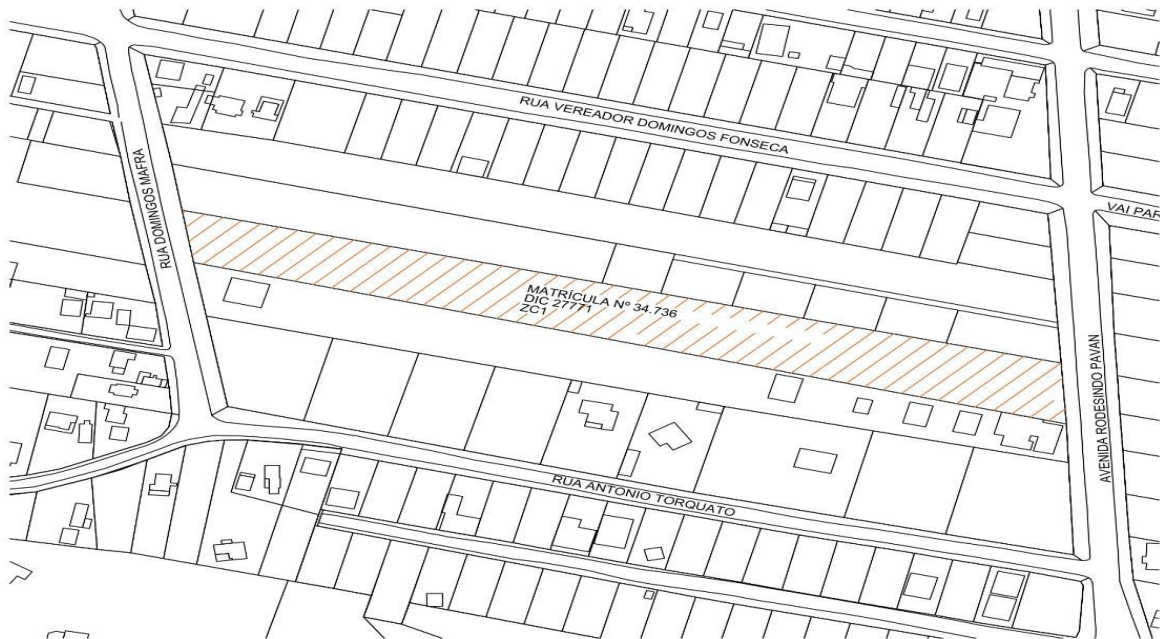 RUA VEREADOR DOMINGOS FONSECA
RUA DOMINGOS MAFRA
VAI PAR
MATRÍCULA Nº 34.736
DIC 27771
ZC1
AVENIDA RODESINDO PAVAN
RUA ANTONIO TORQUATO